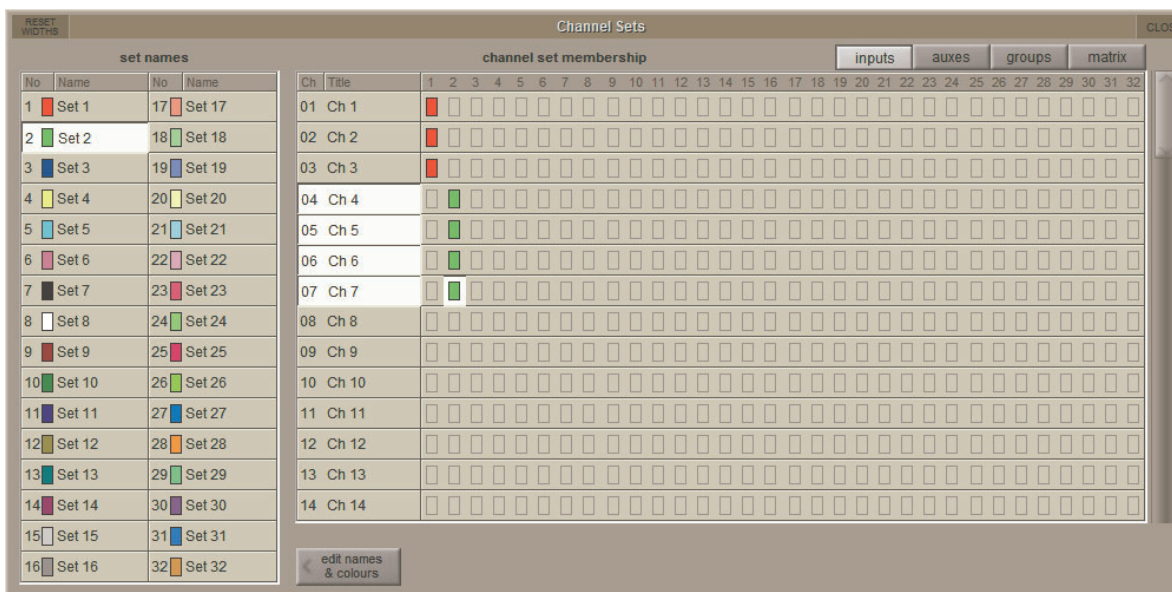 RESET
WIDTHS
Channel Sets
CLOS
set names
channel set membership
inputs auxes groups matrix
No Name No Name
Ch Title 1 2 3 4 5 6 7 8 9 10 11 12 13 14 15 16 17 18 19 20 21 22 23 24 25 26 27 28 29 30 31 32
1 Set 1 17 Set 17
01 Ch 1
2 Set 2 18 Set 18
02 Ch 2
3 Set 3 19 Set 19
03 Ch 3
4 Set 4 20 Set 20
04 Ch 4
5 Set 5 21 Set 21
05 Ch 5
6 Set 6 22 Set 22
06 Ch 6
7 Set 7 23 Set 23
07 Ch 7
8 Set 8 24 Set 24
08 Ch 8
9 Set 9 25 Set 25
09 Ch 9
10 Set 10 26 Set 26
10 Ch 10
11 Set 11 27 Set 27
11 Ch 11
12 Set 12 28 Set 28
12 Ch 12
13 Set 13 29 Set 29
13 Ch 13
14 Set 14 30 Set 30
14 Ch 14
15 Set 15 31 Set 31
16 Set 16 32 Set 32
edit names
& colours